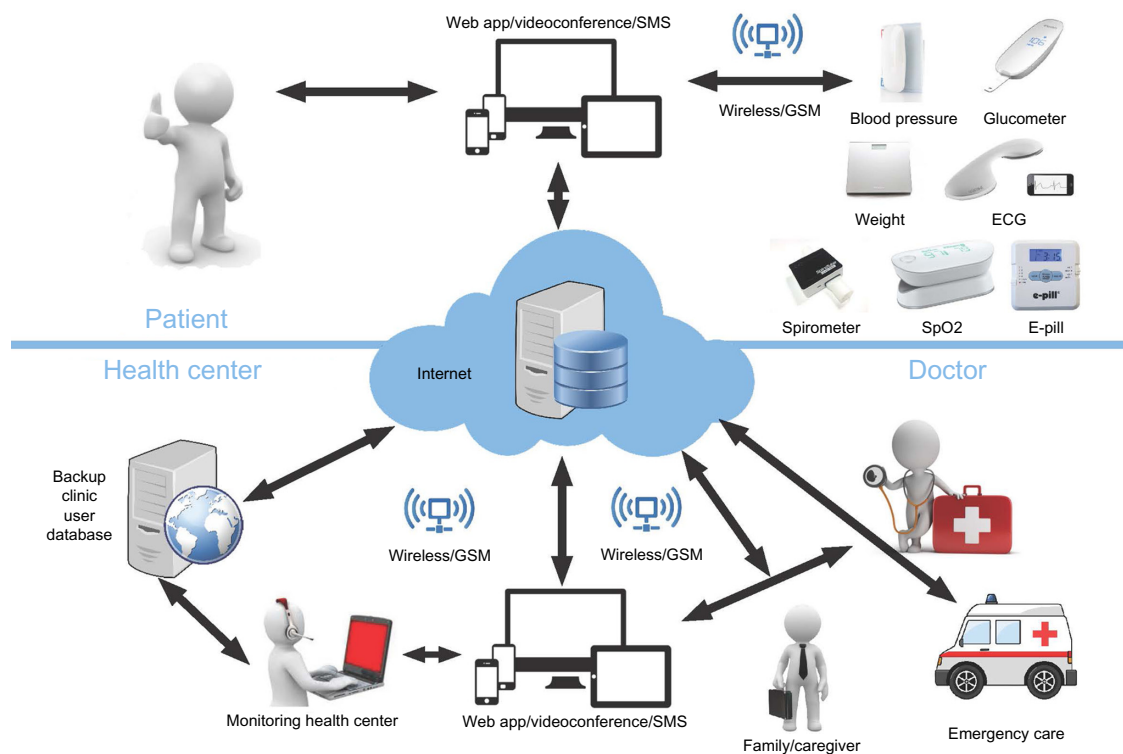 Web app/videoconference/SMS
Wireless/GSM
Blood pressure
Glucometer
Weight
ECG
e-pill
Spirometer
SpO2
E-pill
Patient
Health center
Internet
Doctor
Backup
clinic
user
database
Wireless/GSM
Wireless/GSM
Monitoring health center
Web app/videoconference/SMS
Family/caregiver
Emergency care